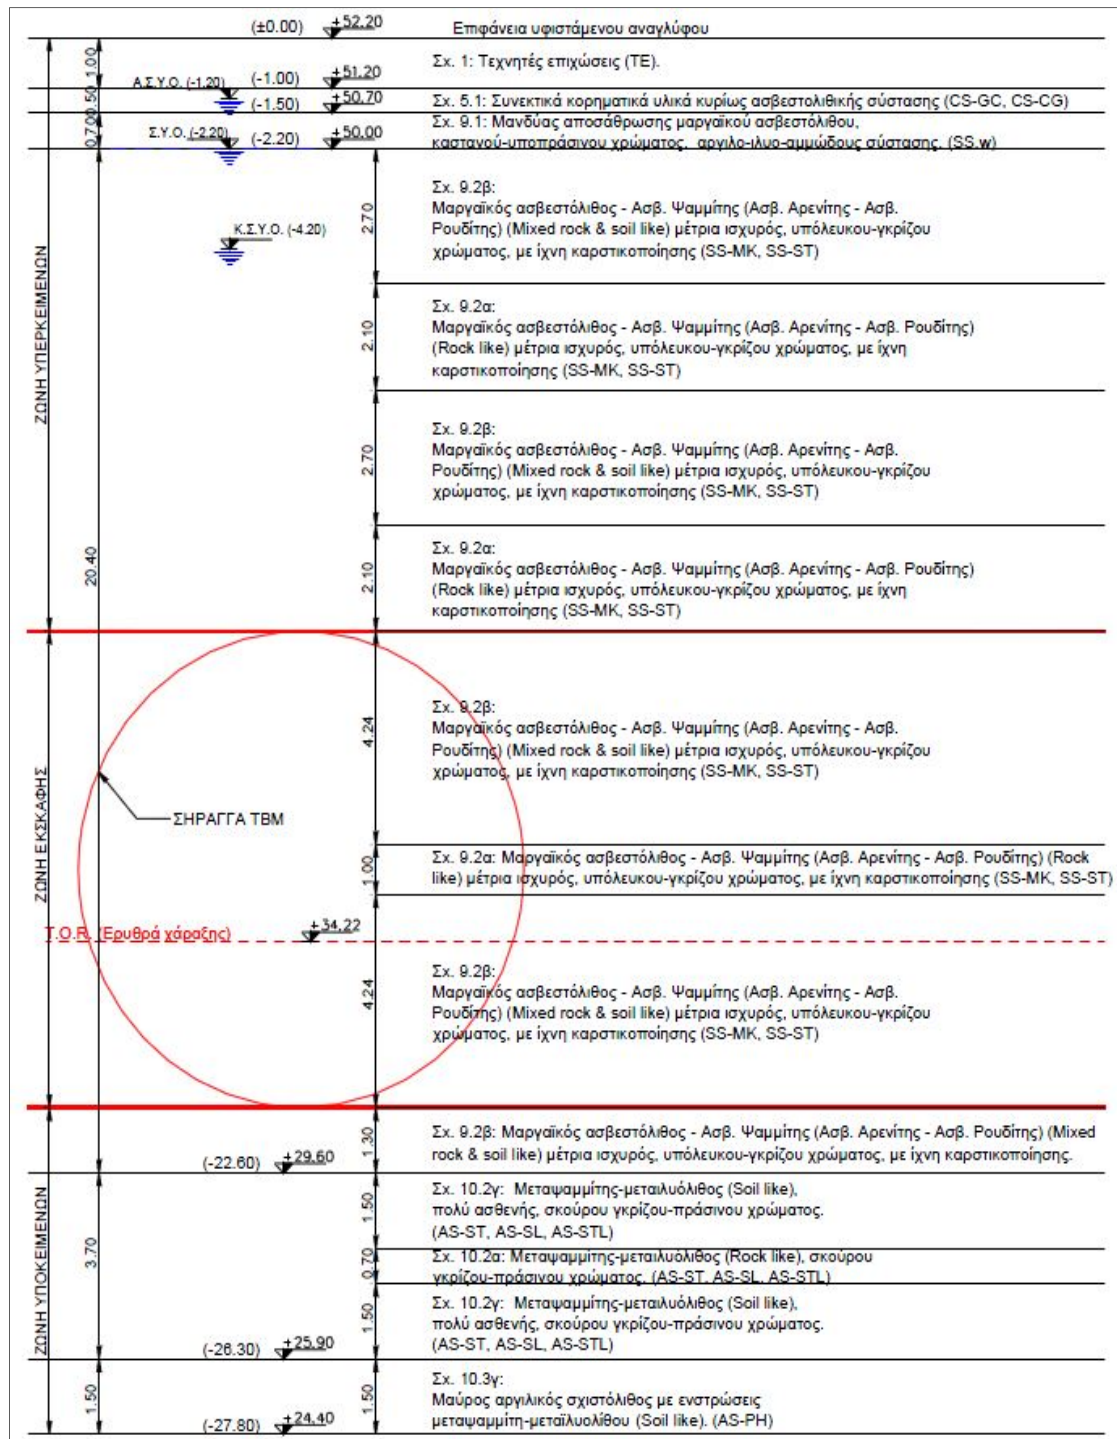 (±0.00) +52.20 Επιφάνεια υφιστάμενου αναγλύφου
1.00
Σχ. 1: Τεχνητές επιχώσεις (ΤΕ).
Α.Σ.Υ.Ο. (-1.20) (-1.00) +51.20
0.50
(-1.50) +50.70 Σχ. 5.1: Συνεκτικά κορηματικά υλικά κυρίως ασβεστολιθικής σύστασης (CS-GC, CS-CG)
0.70
Σ.Υ.Ο. (-2.20) (-2.20) +50.00
Σχ. 9.1: Μανδύας αποσάθρωσης μαργαϊκού ασβεστόλιθου,
καστανού-υποπράσινου χρώματος, αργιλο-ιλυο-αμμώδους σύστασης. (SS.w)
ΖΩΝΗ ΥΠΕΡΚΕΙΜΕΝΩΝ
Κ.Σ.Υ.Ο. (-4.20)
20.40
2.70
Σχ. 9.2β:
Μαργαϊκός ασβεστόλιθος - Ασβ. Ψαμμίτης (Ασβ. Αρενίτης - Ασβ.
Ρουδίτης) (Mixed rock & soil like) μέτρια ισχυρός, υπόλευκου-γκρίζου
χρώματος, με ίχνη καρστικοποίησης (SS-MK, SS-ST)
2.10
Σχ. 9.2α:
Μαργαϊκός ασβεστόλιθος - Ασβ. Ψαμμίτης (Ασβ. Αρενίτης - Ασβ. Ρουδίτης)
(Rock like) μέτρια ισχυρός, υπόλευκου-γκρίζου χρώματος, με ίχνη
καρστικοποίησης (SS-MK, SS-ST)
2.70
Σχ. 9.2β:
Μαργαϊκός ασβεστόλιθος - Ασβ. Ψαμμίτης (Ασβ. Αρενίτης - Ασβ.
Ρουδίτης) (Mixed rock & soil like) μέτρια ισχυρός, υπόλευκου-γκρίζου
χρώματος, με ίχνη καρστικοποίησης (SS-MK, SS-ST)
2.10
Σχ. 9.2α:
Μαργαϊκός ασβεστόλιθος - Ασβ. Ψαμμίτης (Ασβ. Αρενίτης - Ασβ. Ρουδίτης)
(Rock like) μέτρια ισχυρός, υπόλευκου-γκρίζου χρώματος, με ίχνη
καρστικοποίησης (SS-MK, SS-ST)
ΖΩΝΗ ΕΚΣΚΑΦΗΣ
ΣΗΡΑΓΓΑ TBM
4.24
Σχ. 9.2β:
Μαργαϊκός ασβεστόλιθος - Ασβ. Ψαμμίτης (Ασβ. Αρενίτης - Ασβ.
Ρουδίτης) (Mixed rock & soil like) μέτρια ισχυρός, υπόλευκου-γκρίζου
χρώματος, με ίχνη καρστικοποίησης (SS-MK, SS-ST)
1.00
Σχ. 9.2α: Μαργαϊκός ασβεστόλιθος - Ασβ. Ψαμμίτης (Ασβ. Αρενίτης - Ασβ. Ρουδίτης) (Rock
like) μέτρια ισχυρός, υπόλευκου-γκρίζου χρώματος, με ίχνη καρστικοποίησης (SS-MK, SS-ST)
T.O.R. (Ερυθρά χάραξης) +34.22
4.24
Σχ. 9.2β:
Μαργαϊκός ασβεστόλιθος - Ασβ. Ψαμμίτης (Ασβ. Αρενίτης - Ασβ.
Ρουδίτης) (Mixed rock & soil like) μέτρια ισχυρός, υπόλευκου-γκρίζου
χρώματος, με ίχνη καρστικοποίησης (SS-MK, SS-ST)
ΖΩΝΗ ΥΠΟΚΕΙΜΕΝΩΝ
1.30
Σχ. 9.2β: Μαργαϊκός ασβεστόλιθος - Ασβ. Ψαμμίτης (Ασβ. Αρενίτης - Ασβ. Ρουδίτης) (Mixed
rock & soil like) μέτρια ισχυρός, υπόλευκου-γκρίζου χρώματος, με ίχνη καρστικοποίησης.
(-22.60) +29.60
3.70
1.50
Σχ. 10.2γ: Μεταψαμμίτης-μεταιλυόλιθος (Soil like),
πολύ ασθενής, σκούρου γκρίζου-πράσινου χρώματος.
(AS-ST, AS-SL, AS-STL)
0.70
Σχ. 10.2α: Μεταψαμμίτης-μεταιλυόλιθος (Rock like), σκούρου
γκρίζου-πράσινου χρώματος. (AS-ST, AS-SL, AS-STL)
1.50
Σχ. 10.2γ: Μεταψαμμίτης-μεταιλυόλιθος (Soil like),
πολύ ασθενής, σκούρου γκρίζου-πράσινου χρώματος.
(AS-ST, AS-SL, AS-STL)
(-26.30) +25.90
1.50
1.50
Σχ. 10.3γ:
Μαύρος αργιλικός σχιστόλιθος με ενστρώσεις
μεταψαμμίτη-μεταϊλυολίθου (Soil like). (AS-PH)
(-27.80) +24.40